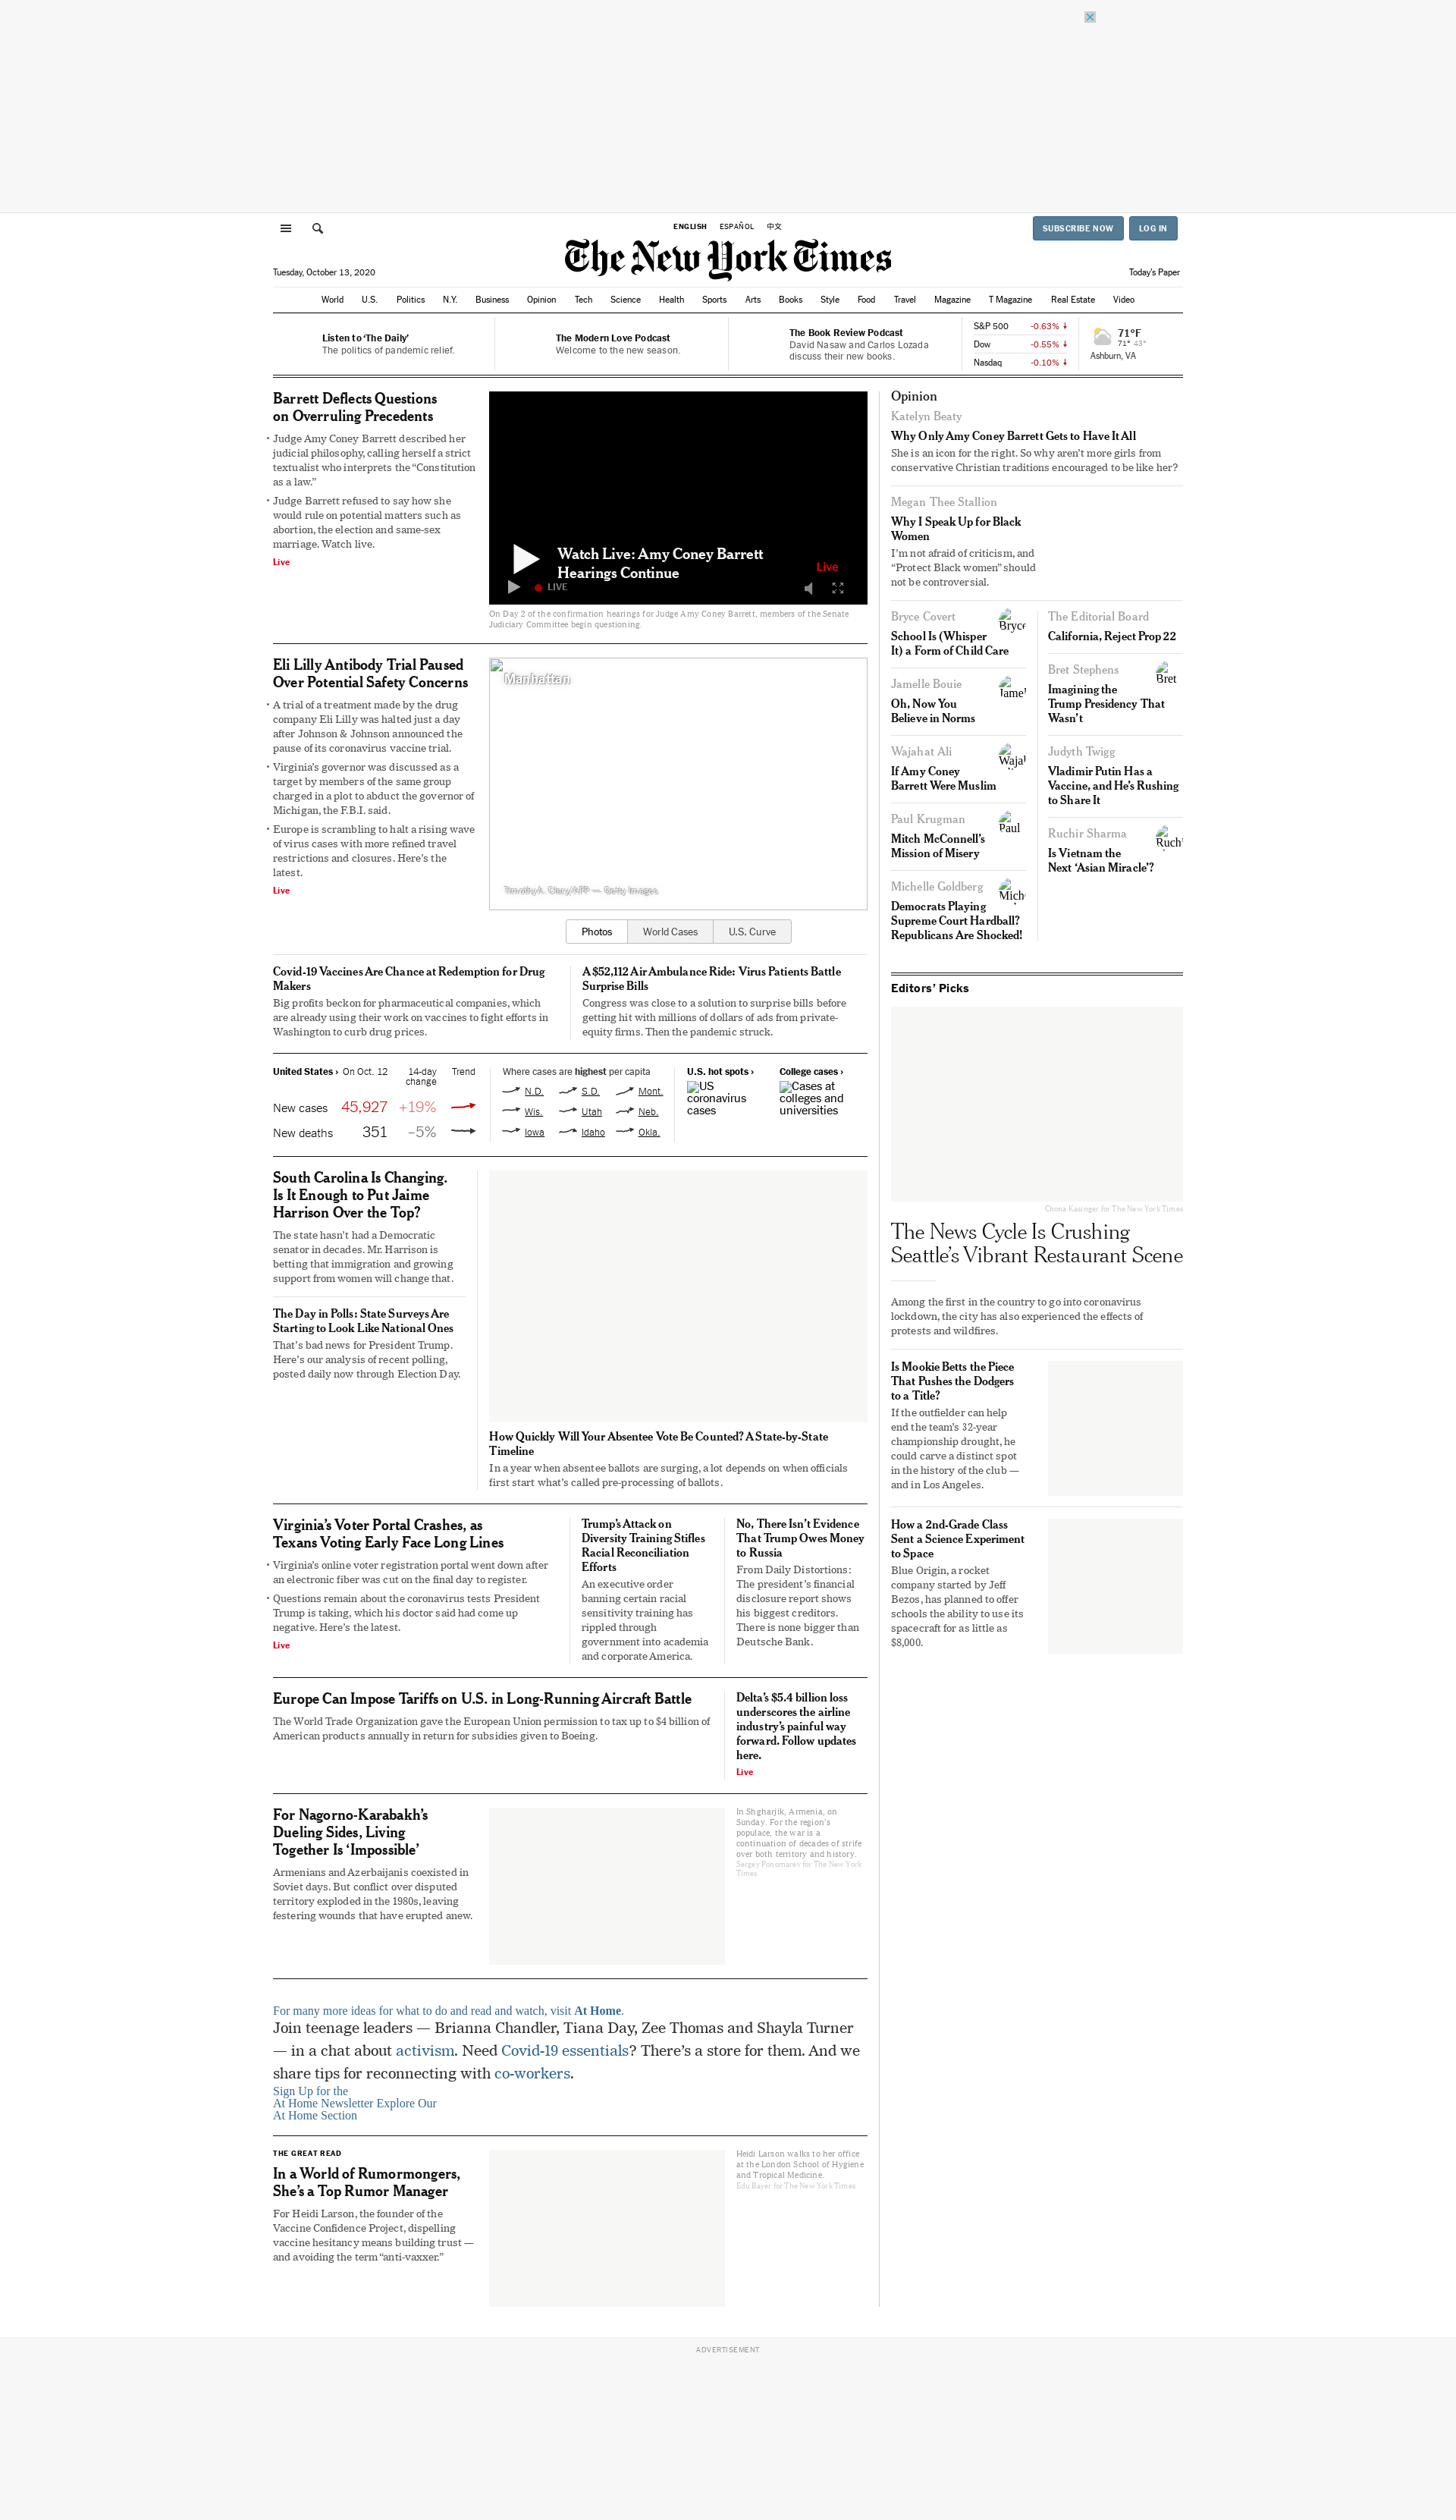 ENGLISH ESPAÑOL 中文
SUBSCRIBE NOW LOG IN
The New York Times
Tuesday, October 13, 2020
Today's Paper
World U.S. Politics N.Y. Business Opinion Tech Science Health Sports Arts Books Style Food Travel Magazine T Magazine Real Estate Video
Listen to ‘The Daily’
The politics of pandemic relief.
The Modern Love Podcast
Welcome to the new season.
The Book Review Podcast
David Nasaw and Carlos Lozada
discuss their new books.
S&P 500 -0.63%
Dow -0.55%
Nasdaq -0.10%
71°F
71° 43°
Ashburn, VA
Barrett Deflects Questions
on Overruling Precedents
Judge Amy Coney Barrett described her
judicial philosophy, calling herself a strict
textualist who interprets the “Constitution
as a law.”
Judge Barrett refused to say how she
would rule on potential matters such as
abortion, the election and same-sex
marriage. Watch live.
Live
Watch Live: Amy Coney Barrett
Hearings Continue
Live
LIVE
On Day 2 of the confirmation hearings for Judge Amy Coney Barrett, members of the Senate
Judiciary Committee begin questioning.
Eli Lilly Antibody Trial Paused
Over Potential Safety Concerns
A trial of a treatment made by the drug
company Eli Lilly was halted just a day
after Johnson & Johnson announced the
pause of its coronavirus vaccine trial.
Virginia’s governor was discussed as a
target by members of the same group
charged in a plot to abduct the governor of
Michigan, the F.B.I. said.
Europe is scrambling to halt a rising wave
of virus cases with more refined travel
restrictions and closures. Here’s the
latest.
Live
Manhattan
Timothy A. Clary/AFP — Getty Images
Photos World Cases U.S. Curve
Covid-19 Vaccines Are Chance at Redemption for Drug
Makers
Big profits beckon for pharmaceutical companies, which
are already using their work on vaccines to fight efforts in
Washington to curb drug prices.
A $52,112 Air Ambulance Ride: Virus Patients Battle
Surprise Bills
Congress was close to a solution to surprise bills before
getting hit with millions of dollars of ads from private-
equity firms. Then the pandemic struck.
United States › On Oct. 12 14-day
change Trend
New cases 45,927 +19%
New deaths 351 –5%
Where cases are highest per capita
N.D. S.D. Mont.
Wis. Utah Neb.
Iowa Idaho Okla.
U.S. hot spots ›
US
coronavirus
cases
College cases ›
Cases at
colleges and
universities
South Carolina Is Changing.
Is It Enough to Put Jaime
Harrison Over the Top?
The state hasn’t had a Democratic
senator in decades. Mr. Harrison is
betting that immigration and growing
support from women will change that.
The Day in Polls: State Surveys Are
Starting to Look Like National Ones
That’s bad news for President Trump.
Here’s our analysis of recent polling,
posted daily now through Election Day.
How Quickly Will Your Absentee Vote Be Counted? A State-by-State
Timeline
In a year when absentee ballots are surging, a lot depends on when officials
first start what’s called pre-processing of ballots.
Virginia’s Voter Portal Crashes, as
Texans Voting Early Face Long Lines
Virginia’s online voter registration portal went down after
an electronic fiber was cut on the final day to register.
Questions remain about the coronavirus tests President
Trump is taking, which his doctor said had come up
negative. Here’s the latest.
Live
Trump’s Attack on
Diversity Training Stifles
Racial Reconciliation
Efforts
An executive order
banning certain racial
sensitivity training has
rippled through
government into academia
and corporate America.
No, There Isn’t Evidence
That Trump Owes Money
to Russia
From Daily Distortions:
The president’s financial
disclosure report shows
his biggest creditors.
There is none bigger than
Deutsche Bank.
Europe Can Impose Tariffs on U.S. in Long-Running Aircraft Battle
The World Trade Organization gave the European Union permission to tax up to $4 billion of
American products annually in return for subsidies given to Boeing.
Delta’s $5.4 billion loss
underscores the airline
industry’s painful way
forward. Follow updates
here.
Live
For Nagorno-Karabakh’s
Dueling Sides, Living
Together Is ‘Impossible’
Armenians and Azerbaijanis coexisted in
Soviet days. But conflict over disputed
territory exploded in the 1980s, leaving
festering wounds that have erupted anew.
In Shgharjik, Armenia, on
Sunday. For the region’s
populace, the war is a
continuation of decades of strife
over both territory and history.
Sergey Ponomarev for The New York
Times
For many more ideas for what to do and read and watch, visit At Home.
Join teenage leaders — Brianna Chandler, Tiana Day, Zee Thomas and Shayla Turner
— in a chat about activism. Need Covid-19 essentials? There’s a store for them. And we
share tips for reconnecting with co-workers.
Sign Up for the
At Home Newsletter Explore Our
At Home Section
THE GREAT READ
In a World of Rumormongers,
She’s a Top Rumor Manager
For Heidi Larson, the founder of the
Vaccine Confidence Project, dispelling
vaccine hesitancy means building trust —
and avoiding the term “anti-vaxxer.”
Heidi Larson walks to her office
at the London School of Hygiene
and Tropical Medicine.
Edu Bayer for The New York Times
Opinion
Katelyn Beaty
Why Only Amy Coney Barrett Gets to Have It All
She is an icon for the right. So why aren’t more girls from
conservative Christian traditions encouraged to be like her?
Megan Thee Stallion
Why I Speak Up for Black
Women
I’m not afraid of criticism, and
“Protect Black women” should
not be controversial.
Bryce Covert
Bryce
School Is (Whisper
It) a Form of Child Care
Jamelle Bouie
Jamel
Oh, Now You
Believe in Norms
Wajahat Ali
Wajal
If Amy Coney
Barrett Were Muslim
Paul Krugman
Paul
Mitch McConnell’s
Mission of Misery
Michelle Goldberg
Mich
Democrats Playing
Supreme Court Hardball?
Republicans Are Shocked!
The Editorial Board
California, Reject Prop 22
Bret Stephens
Bret
Imagining the
Trump Presidency That
Wasn’t
Judyth Twigg
Vladimir Putin Has a
Vaccine, and He’s Rushing
to Share It
Ruchir Sharma
Ruch
Is Vietnam the
Next ‘Asian Miracle’?
Editors’ Picks
Chona Kasinger for The New York Times
The News Cycle Is Crushing
Seattle’s Vibrant Restaurant Scene
Among the first in the country to go into coronavirus
lockdown, the city has also experienced the effects of
protests and wildfires.
Is Mookie Betts the Piece
That Pushes the Dodgers
to a Title?
If the outfielder can help
end the team’s 32-year
championship drought, he
could carve a distinct spot
in the history of the club —
and in Los Angeles.
How a 2nd-Grade Class
Sent a Science Experiment
to Space
Blue Origin, a rocket
company started by Jeff
Bezos, has planned to offer
schools the ability to use its
spacecraft for as little as
$8,000.
ADVERTISEMENT